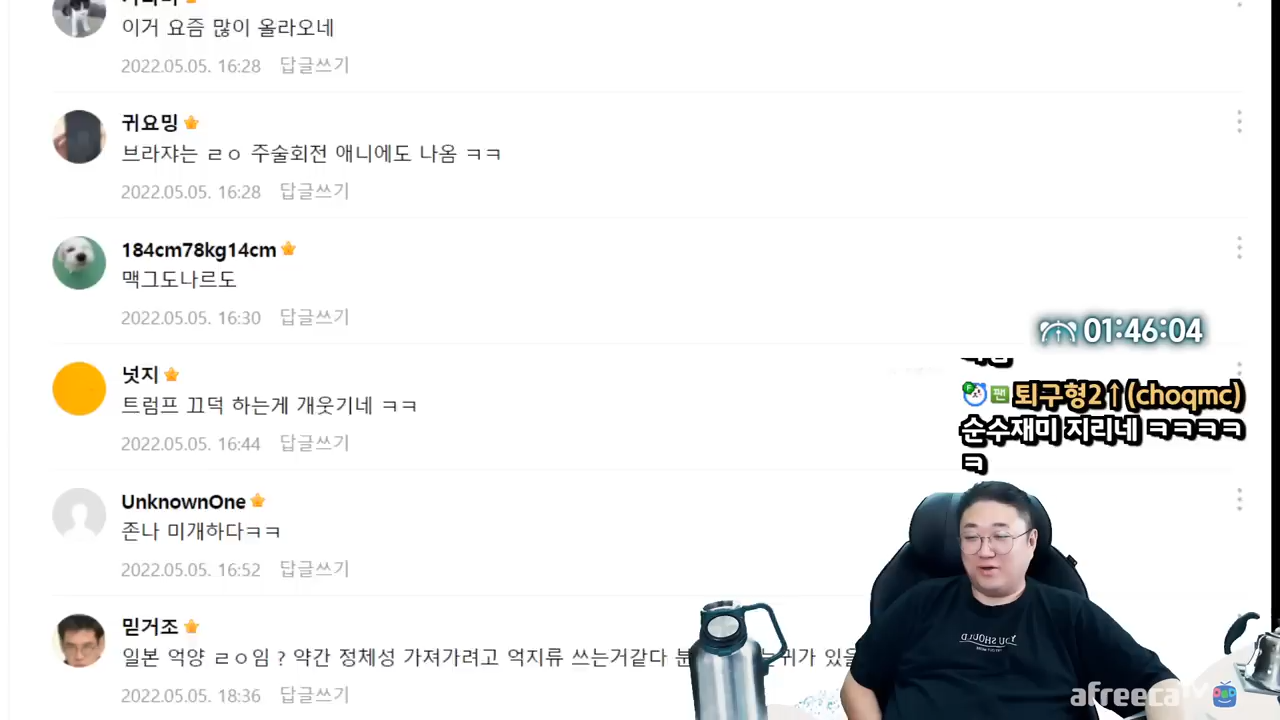 이거 요즘 많이 올라오네
2022.05.05. 16:28 답글쓰기
귀요밍
브라쟈는 ㄹㅇ 주술회전 애니에도 나옴 ㅋㅋ
2022.05.05. 16:28 답글쓰기
184cm78kg14cm
맥그도나르도
2022.05.05. 16:30 답글쓰기
넛지
트럼프 끄덕 하는게 개웃기네 ㅋㅋ
2022.05.05. 16:44 답글쓰기
UnknownOne
존나 미개하다ㅋㅋ
2022.05.05. 16:52 답글쓰기
믿거조
일본 억양 ㄹㅇ임 ? 약간 정체성 가져가려고 억지류 쓰는거같다
2022.05.05. 18:36 답글쓰기
01:46:04
팬 퇴구형2↑(choqmc)
순수재미 지리네 ㅋㅋㅋㅋ
ㅋ
YOU SHOULD
afreecaTV